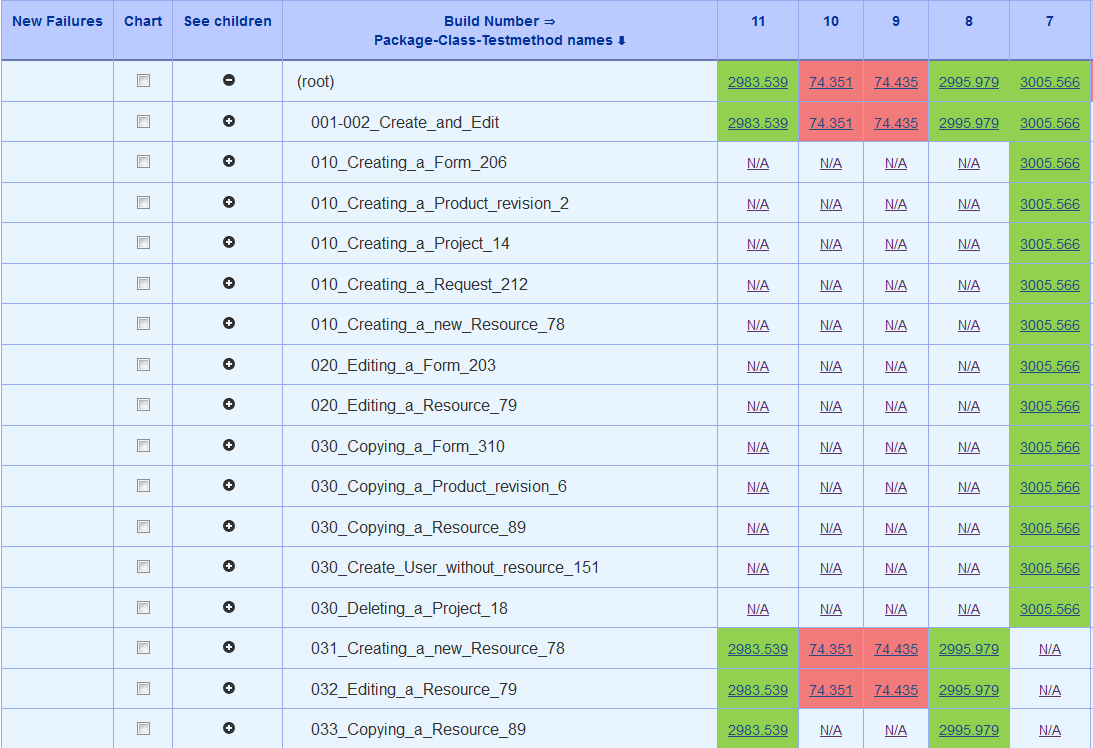 New Failures Chart See children Build Number ⇒ 11 10 9 8 7
Package-Class-Testmethod names ⬇
(root) 2983.539 74.351 74.435 2995.979 3005.566
001-002_Create_and_Edit 2983.539 74.351 74.435 2995.979 3005.566
010_Creating_a_Form_206 N/A N/A N/A N/A 3005.566
010_Creating_a_Product_revision_2 N/A N/A N/A N/A 3005.566
010_Creating_a_Project_14 N/A N/A N/A N/A 3005.566
010_Creating_a_Request_212 N/A N/A N/A N/A 3005.566
010_Creating_a_new_Resource_78 N/A N/A N/A N/A 3005.566
020_Editing_a_Form_203 N/A N/A N/A N/A 3005.566
020_Editing_a_Resource_79 N/A N/A N/A N/A 3005.566
030_Copying_a_Form_310 N/A N/A N/A N/A 3005.566
030_Copying_a_Product_revision_6 N/A N/A N/A N/A 3005.566
030_Copying_a_Resource_89 N/A N/A N/A N/A 3005.566
030_Create_User_without_resource_151 N/A N/A N/A N/A 3005.566
030_Deleting_a_Project_18 N/A N/A N/A N/A 3005.566
031_Creating_a_new_Resource_78 2983.539 74.351 74.435 2995.979 N/A
032_Editing_a_Resource_79 2983.539 74.351 74.435 2995.979 N/A
033_Copying_a_Resource_89 2983.539 N/A N/A 2995.979 N/A